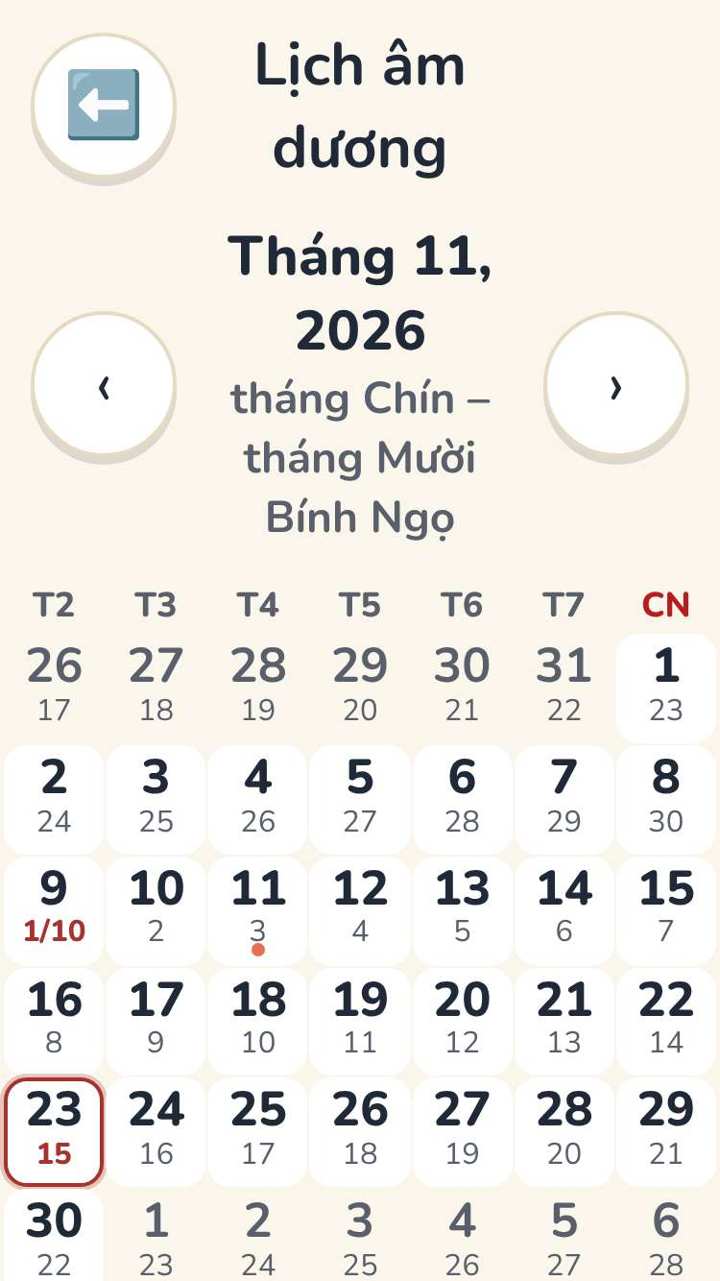 Lịch âm
dương
Tháng 11,
2026
tháng Chín –
tháng Mười
Bính Ngọ
‹ ›
T2 T3 T4 T5 T6 T7 CN
26 27 28 29 30 31 1
17 18 19 20 21 22 23
2 3 4 5 6 7 8
24 25 26 27 28 29 30
9 10 11 12 13 14 15
1/10 2 3 4 5 6 7
16 17 18 19 20 21 22
8 9 10 11 12 13 14
23 24 25 26 27 28 29
15 16 17 18 19 20 21
30 1 2 3 4 5 6
22 23 24 25 26 27 28